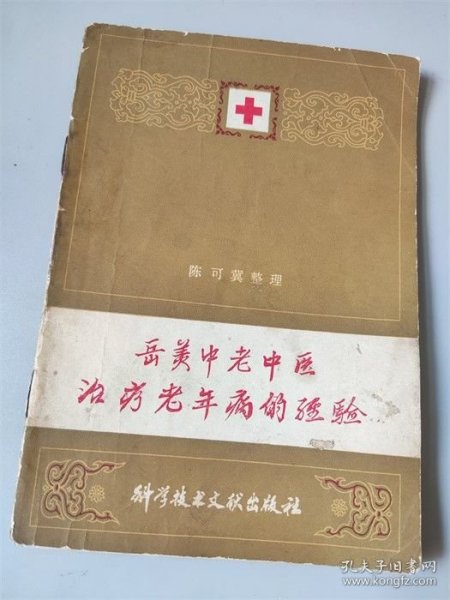 陈可冀整理
岳美中老中医
治疗老年病的经验
科学技术文献出版社
孔夫子旧书网
www.kongfz.com